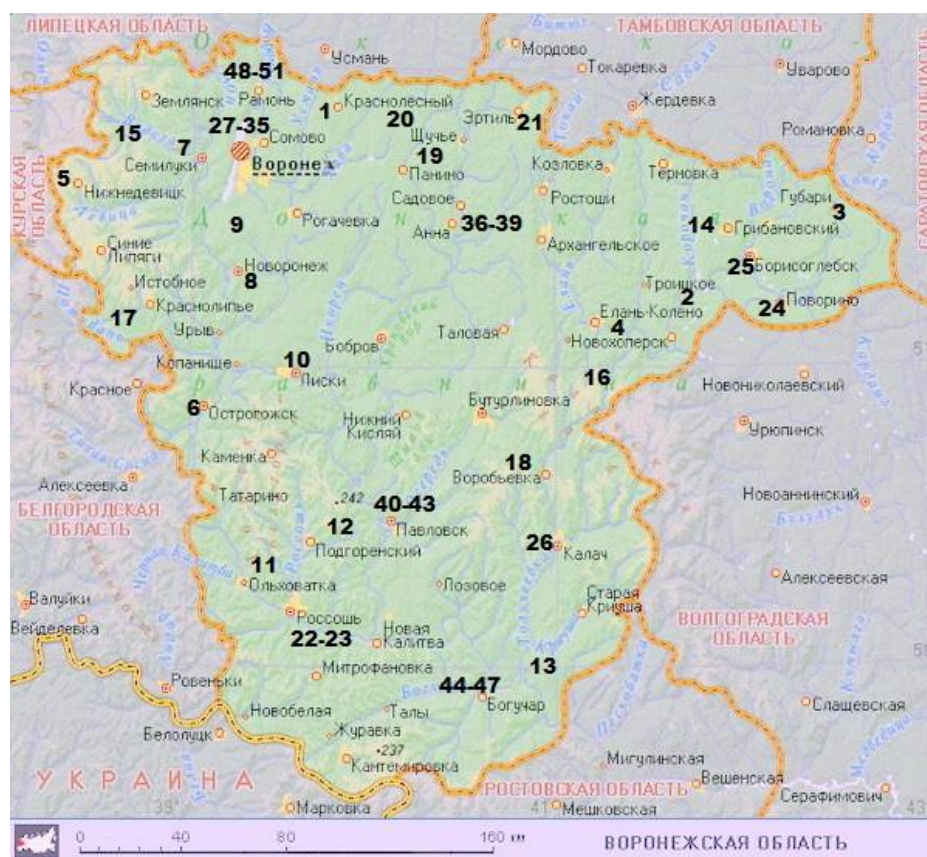 ЛИПЕЦКАЯ ОБЛАСТЬ
ТАМБОВСКАЯ ОБЛАСТЬ
Мордово
Усмань
Токаревка
Уварово
48-51
Землянск
Рамонь
1
Краснолесный
20
Эртиль
21
Жердевка
САРАТОВСКАЯ ОБЛАСТЬ
Романовка
15
27-35
Сомово
Щучье
7
19
Семилуки
Воронеж
Панино
Козловка
Терновка
КУРСКАЯ ОБЛАСТЬ
5
Нижнедевицк
Садовое
Ростоши
Губари
3
9
Рогачевка
Анна
36-39
14
Грибановский
Архангельское
Синие
Липяги
Нововоронеж
8
25
Борисоглебск
Истобное
Троицкое
2
Краснолипье
17
24
Поворино
Урыв
Елань-Колено
4
Таловая
Бобров
Новохоперск
Копанище
10
Лиски
16
Красное
Новониколаевский
6
Острогожск
Нижний
Кисляй
Бутурлиновка
Урюпинск
Каменка
18
Воробьевка
Алексеевка
Татарино
242
40-43
Новоаннинский
БЕЛГОРОДСКАЯ
ОБЛАСТЬ
12
Павловск
Подгоренский
26
Калач
11
Ольховатка
Лозовое
Алексеевская
Валуйки
Вейделевка
Россошь
Старая
Криуша
ВОЛГОГРАДСКАЯ
ОБЛАСТЬ
22-23
Новая
Калитва
Митрофановка
13
44-47
Ровеньки
Богучар
Слащевская
Новобелая
Талы
Белолуцк
Журавка
237
Мигулинская
УКРАИНА
Кантемировка
Вешенская
РОСТОВСКАЯ ОБЛАСТЬ
Серафимович
39°
Марковка
41°
Мешковская
43
0 40 80 160 км
ВОРОНЕЖСКАЯ ОБЛАСТЬ